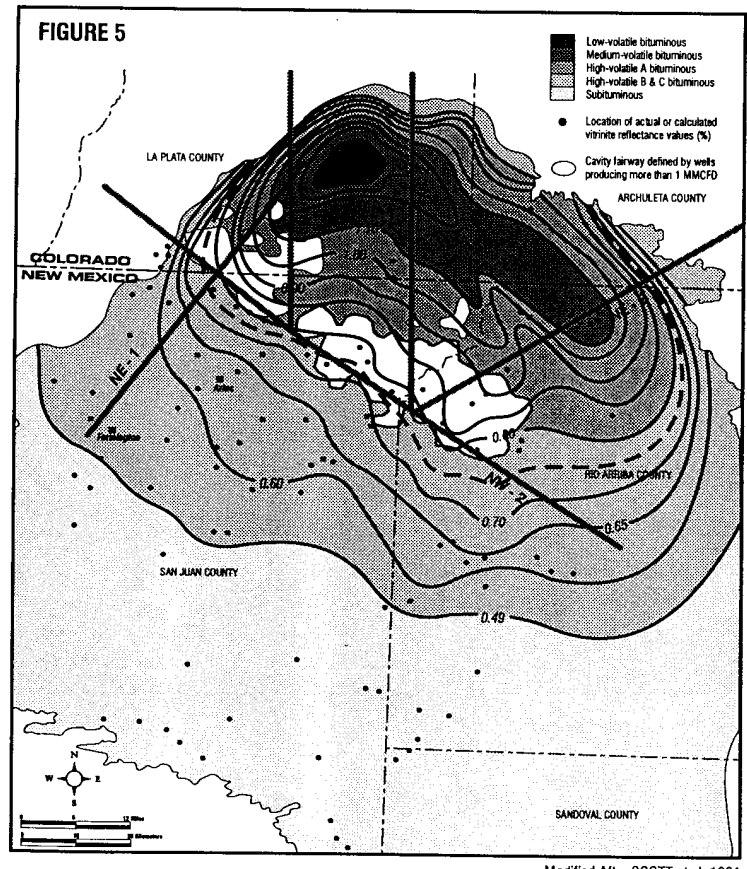 FIGURE 5
Low-volatile bituminous
Medium-volatile bituminous
High-volatile A bituminous
High-volatile B & C bituminous
Subituminous
Location of actual or calculated
vitrinite reflectance values (%)
Cavity fairway defined by wells
producing more than 1 MMCFD
LA PLATA COUNTY
ARCHULETA COUNTY
COLORADO
NEW MEXICO
NE - 1
Aztec
Farmington
0.60
NW - 2
RIO ARRIBA COUNTY
0.70
0.65
SAN JUAN COUNTY
0.49
N
W
E
S
SANDOVAL COUNTY